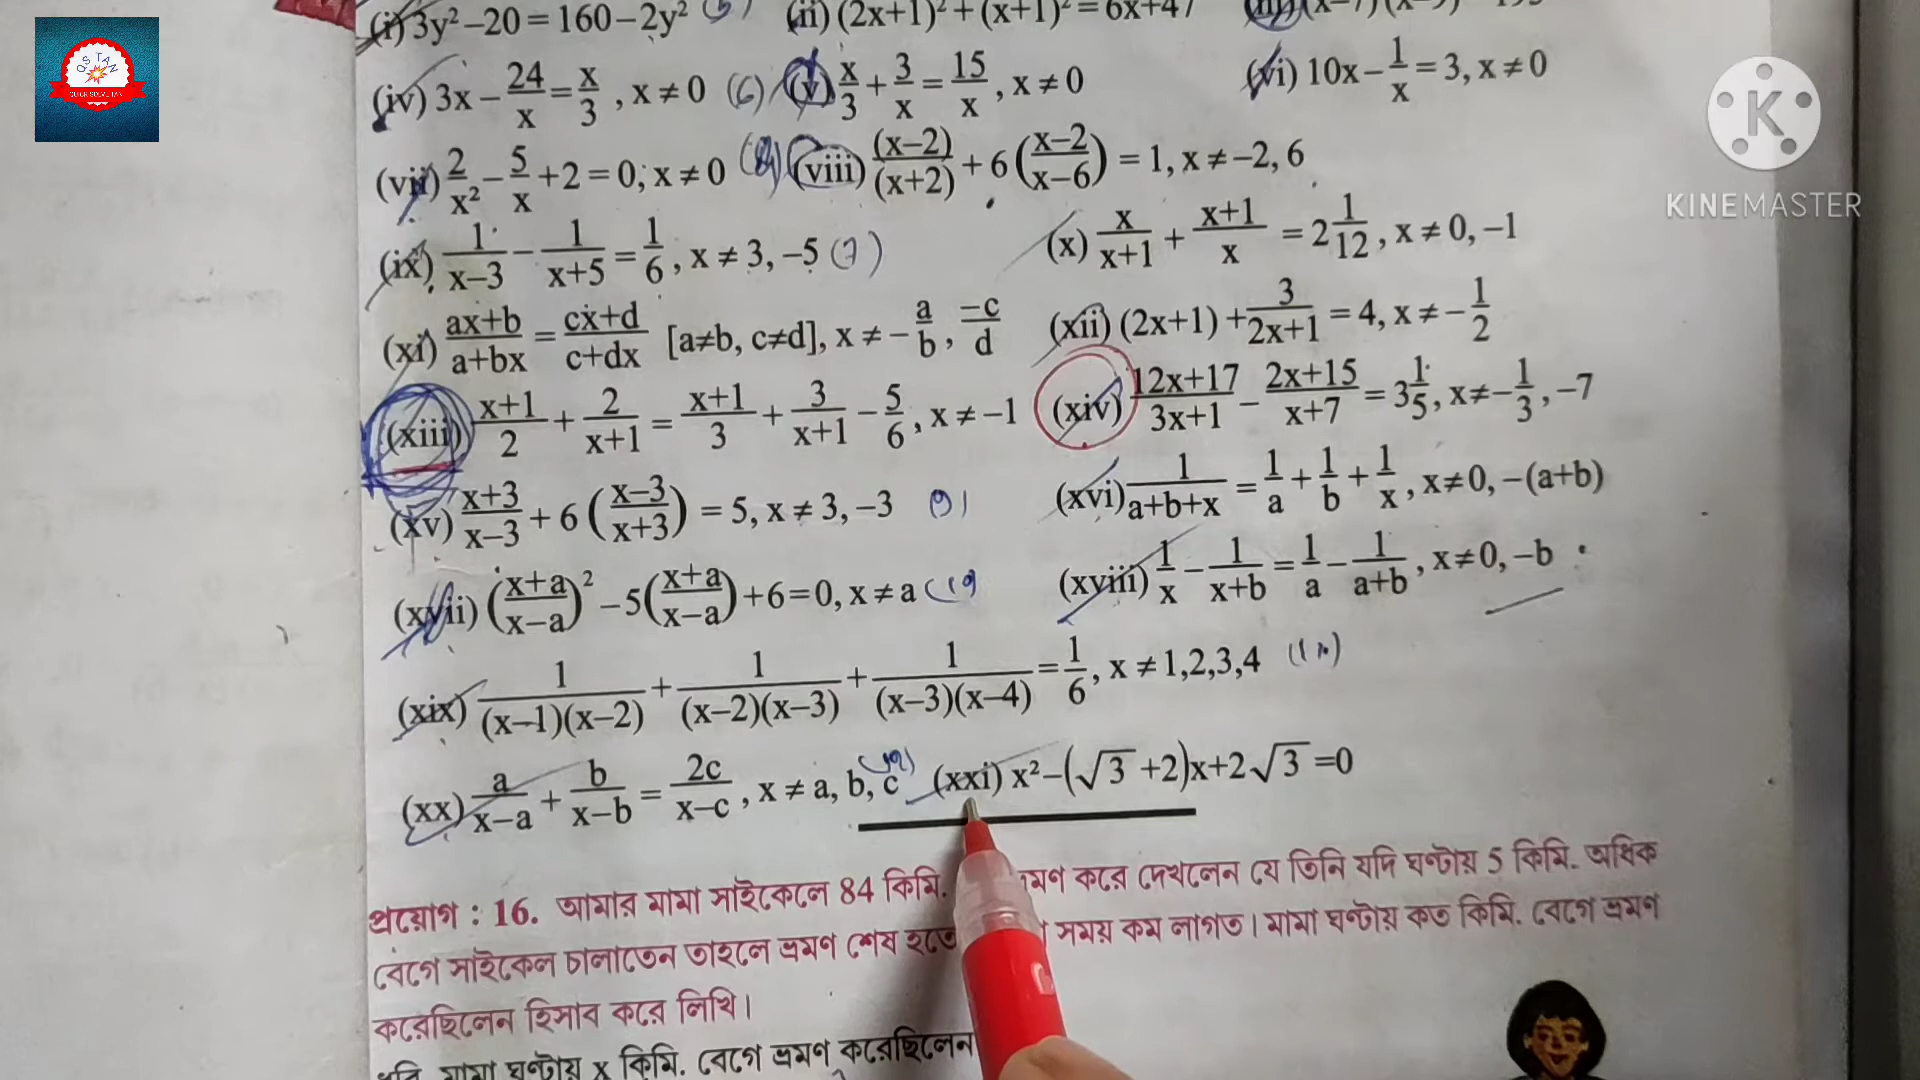 QSTAN
QUICK SOLVE TAN
K
KINEMASTER
(i) 3y²–20 = 160–2y² (ii) (2x+1)²+(x+1)² = 6x+47
(iv) 3x – 24/x = x/3 , x ≠ 0 (v) x/3 + 3/x = 15/x , x ≠ 0 (vi) 10x – 1/x = 3, x ≠ 0
(vii) 2/x² – 5/x + 2 = 0, x ≠ 0 (viii) (x–2)/(x+2) + 6((x–2)/(x–6)) = 1, x ≠ –2, 6
(ix) 1/(x–3) – 1/(x+5) = 1/6 , x ≠ 3, –5 (x) x/(x+1) + (x+1)/x = 2 1/12 , x ≠ 0, –1
(xi) (ax+b)/(a+bx) = (cx+d)/(c+dx) [a≠b, c≠d], x ≠ –a/b , –c/d (xii) (2x+1) + 3/(2x+1) = 4, x ≠ –1/2
(xiii) (x+1)/2 + 2/(x+1) = (x+1)/3 + 3/(x+1) – 5/6 , x ≠ –1 (xiv) (12x+17)/(3x+1) – (2x+15)/(x+7) = 3 1/5, x≠–1/3 , –7
(xv) (x+3)/(x–3) + 6((x–3)/(x+3)) = 5, x ≠ 3, –3 (xvi) 1/(a+b+x) = 1/a + 1/b + 1/x , x≠0, –(a+b)
(xvii) ((x+a)/(x–a))² – 5((x+a)/(x–a)) + 6 = 0, x ≠ a (xviii) 1/x – 1/(x+b) = 1/a – 1/(a+b) , x≠0, –b
(xix) 1/((x–1)(x–2)) + 1/((x–2)(x–3)) + 1/((x–3)(x–4)) = 1/6 , x ≠ 1,2,3,4
(xx) a/(x–a) + b/(x–b) = 2c/(x–c) , x ≠ a, b, c (xxi) x²–(√3 +2)x+2√3 =0
প্রয়োগ : 16. আমার মামা সাইকেলে 84 কিমি. করে দেখলেন যে তিনি যদি ঘণ্টায় 5 কিমি. অধিক
বেগে সাইকেল চালাতেন তাহলে ভ্রমণ শেষ হতে সময় কম লাগত। মামা ঘণ্টায় কত কিমি. বেগে ভ্রমণ
করেছিলেন হিসাব করে লিখি।
ধরি, মামা ঘণ্টায় x কিমি. বেগে ভ্রমণ করেছিলেন